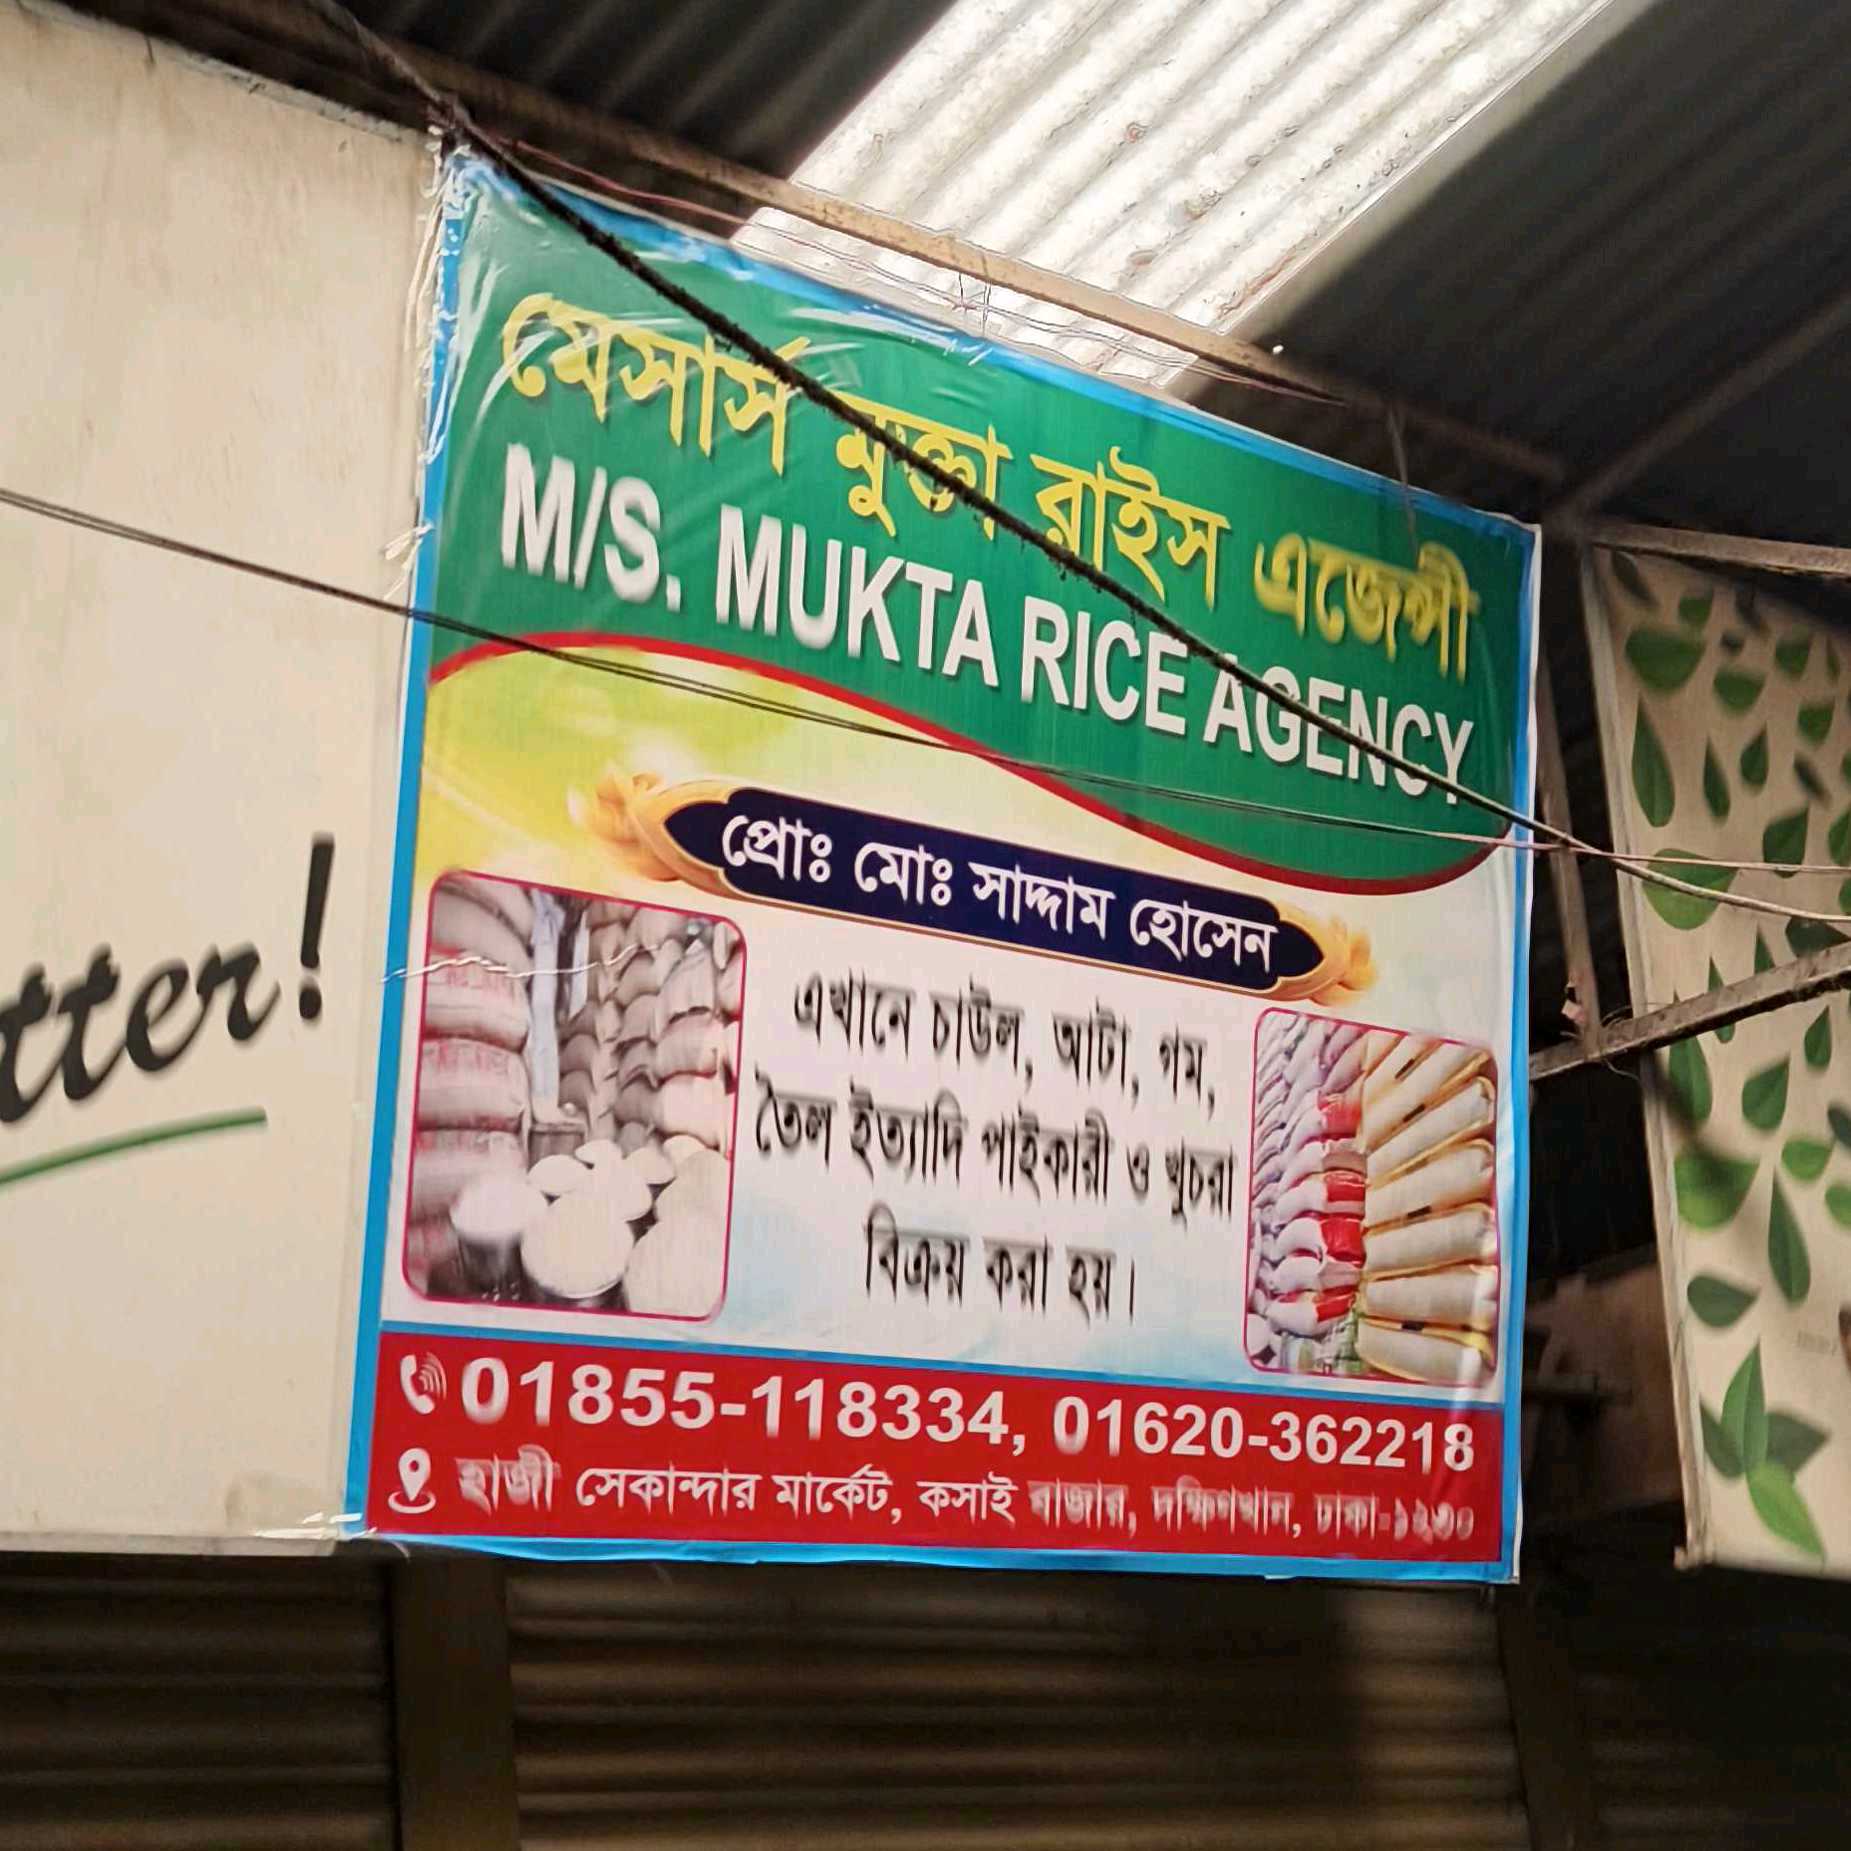 মেসার্স মুক্তা রাইস এজেন্সী
M/S. MUKTA RICE AGENCY
প্রোঃ মোঃ সাদ্দাম হোসেন
এখানে চাউল, আটা, গম,
তৈল ইত্যাদি পাইকারী ও খুচরা
বিক্রয় করা হয়।
01855-118334, 01620-362218
হাজী সেকান্দার মার্কেট, কসাই বাজার, দক্ষিণখান, ঢাকা-১২৩০
tter!